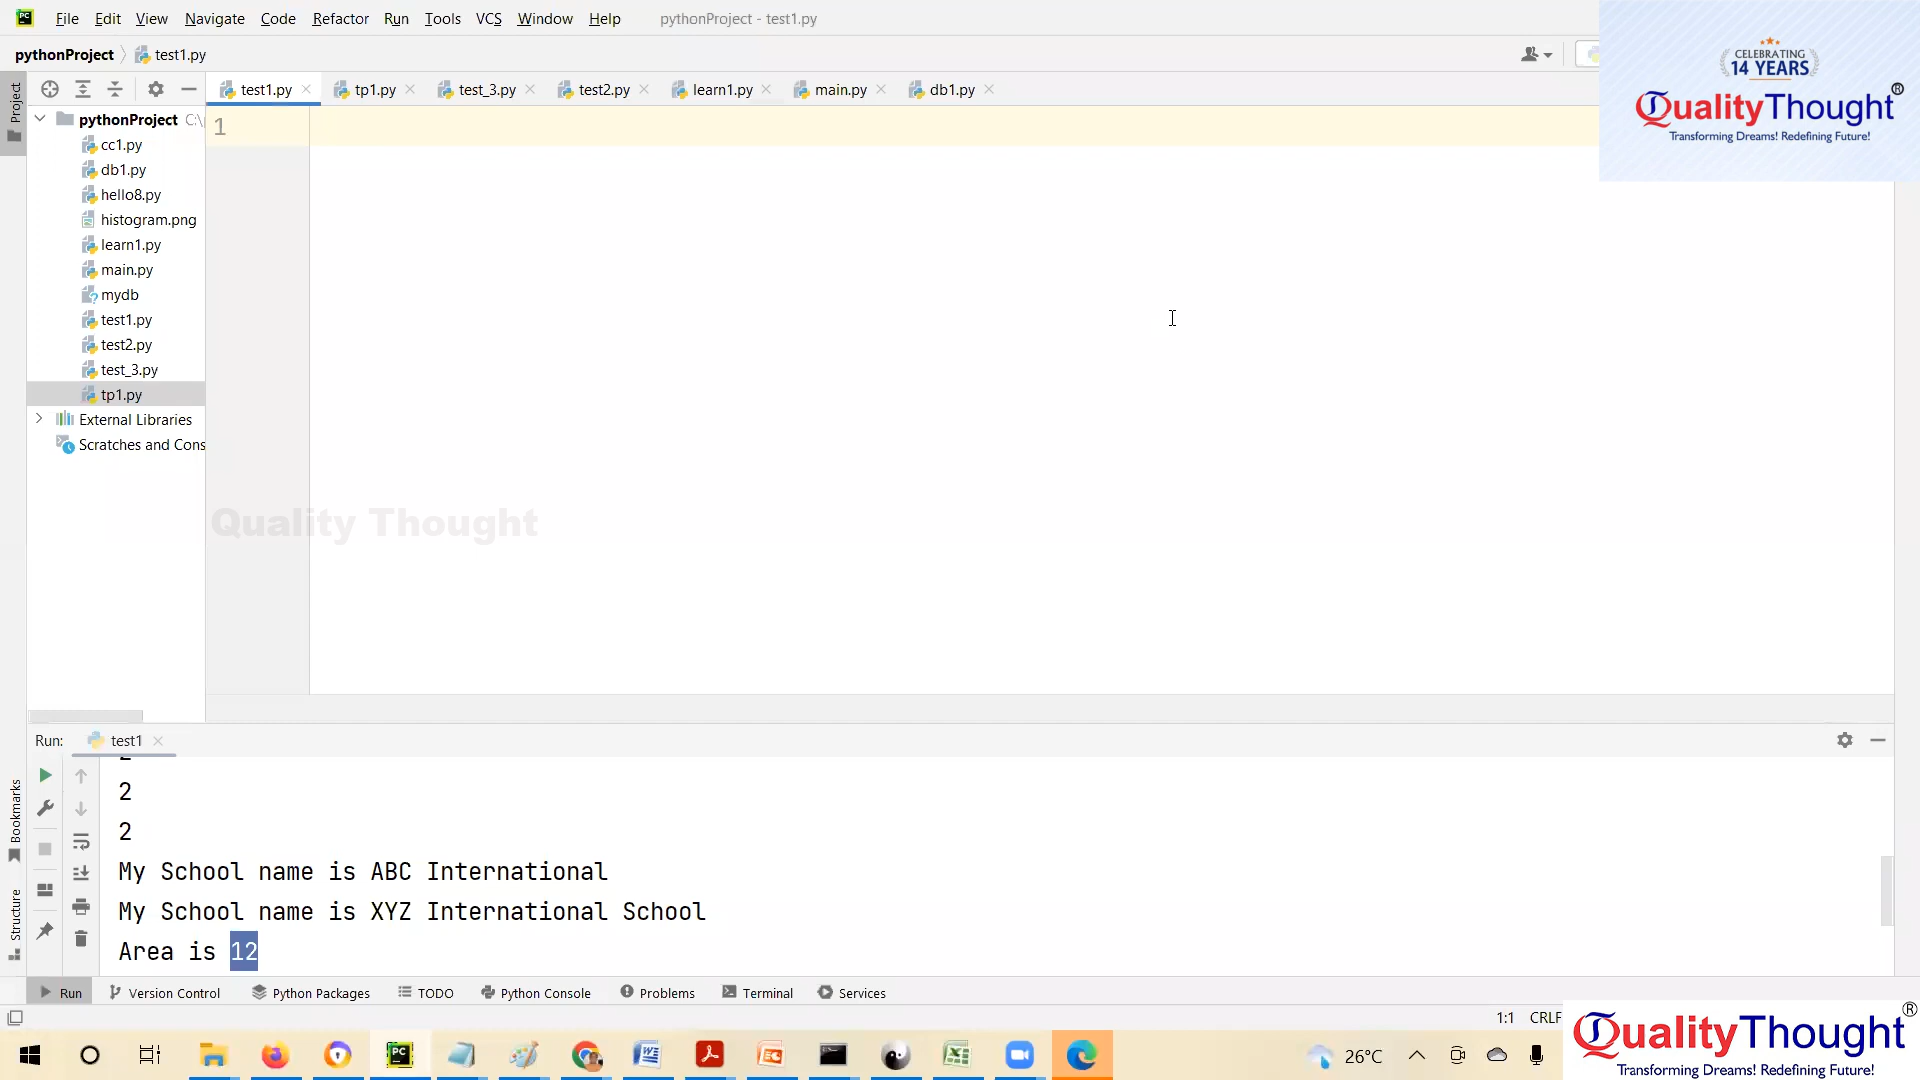 File Edit View Navigate Code Refactor Run Tools VCS Window Help pythonProject - test1.py
CELEBRATING
14 YEARS
QualityThought®
Transforming Dreams! Redefining Future!
pythonProject test1.py
test1.py tp1.py test_3.py test2.py learn1.py main.py db1.py
Project
pythonProject C:\
cc1.py
db1.py
hello8.py
histogram.png
learn1.py
main.py
mydb
test1.py
test2.py
test_3.py
tp1.py
External Libraries
Scratches and Cons
1
Quality Thought
Run: test1
2
2
My School name is ABC International
My School name is XYZ International School
Area is 12
Bookmarks
Structure
Run Version Control Python Packages TODO Python Console Problems Terminal Services
1:1 CRLF
26°C
QualityThought®
Transforming Dreams! Redefining Future!